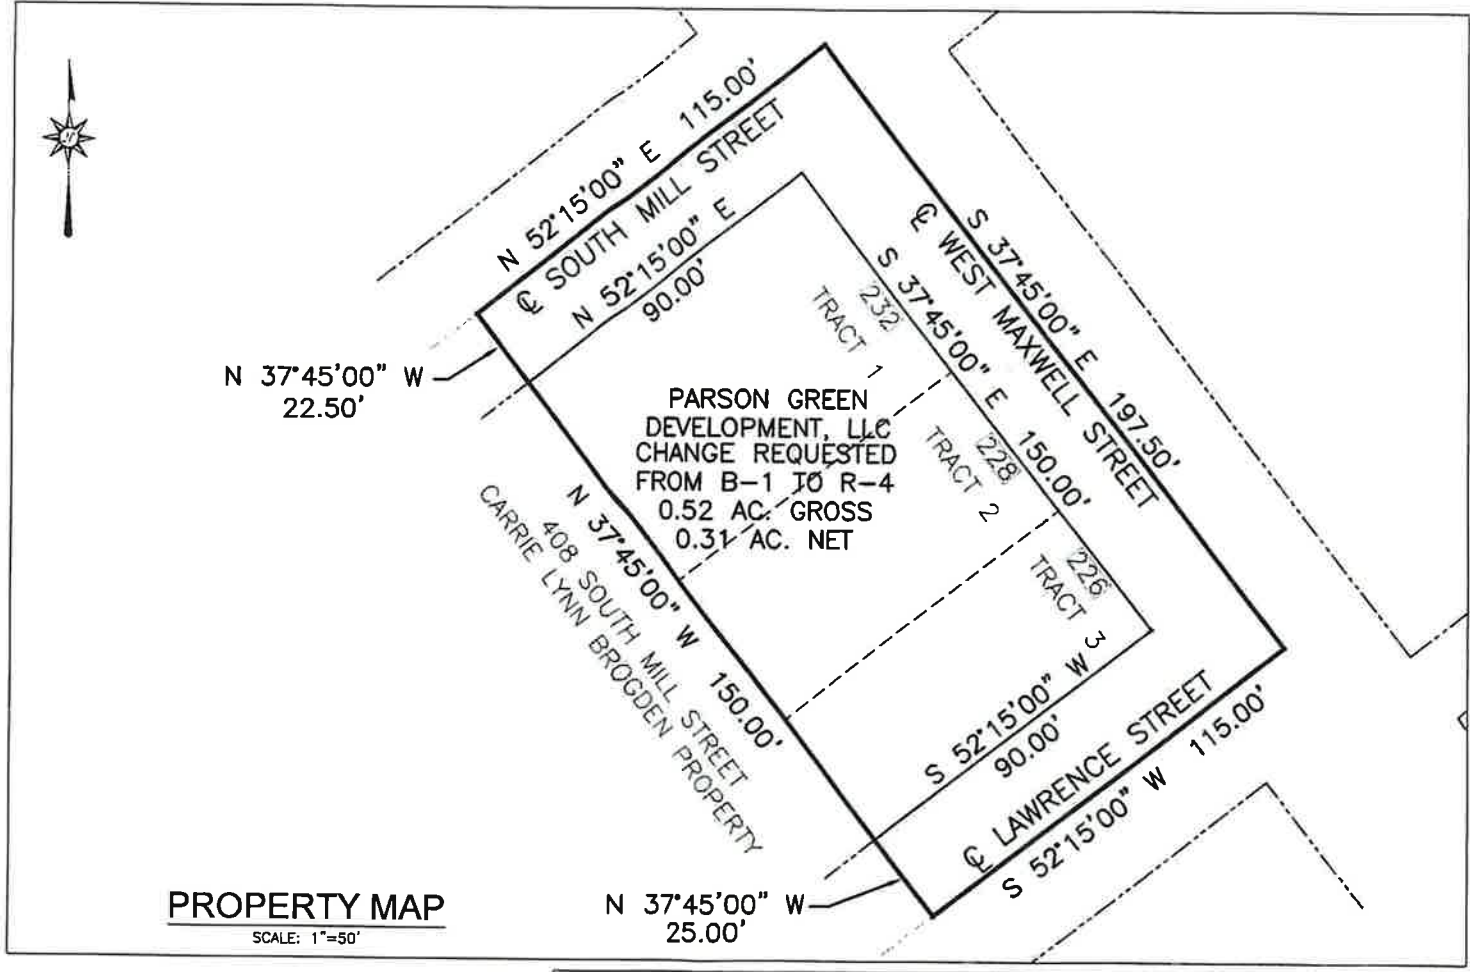 N
N 52°15'00" E 115.00'
℄ SOUTH MILL STREET
N 52°15'00" E
90.00'
N 37°45'00" W
22.50'
S 37°45'00" E 197.50'
℄ WEST MAXWELL STREET
S 37°45'00" E 150.00'
232
TRACT 1
228
TRACT 2
226
TRACT 3
PARSON GREEN
DEVELOPMENT, LLC
CHANGE REQUESTED
FROM B-1 TO R-4
0.52 AC. GROSS
0.31 AC. NET
N 37°45'00" W 150.00'
408 SOUTH MILL STREET
CARRIE LYNN BROGDEN PROPERTY
S 52°15'00" W
90.00'
℄ LAWRENCE STREET
S 52°15'00" W 115.00'
N 37°45'00" W
25.00'
PROPERTY MAP
SCALE: 1"=50'